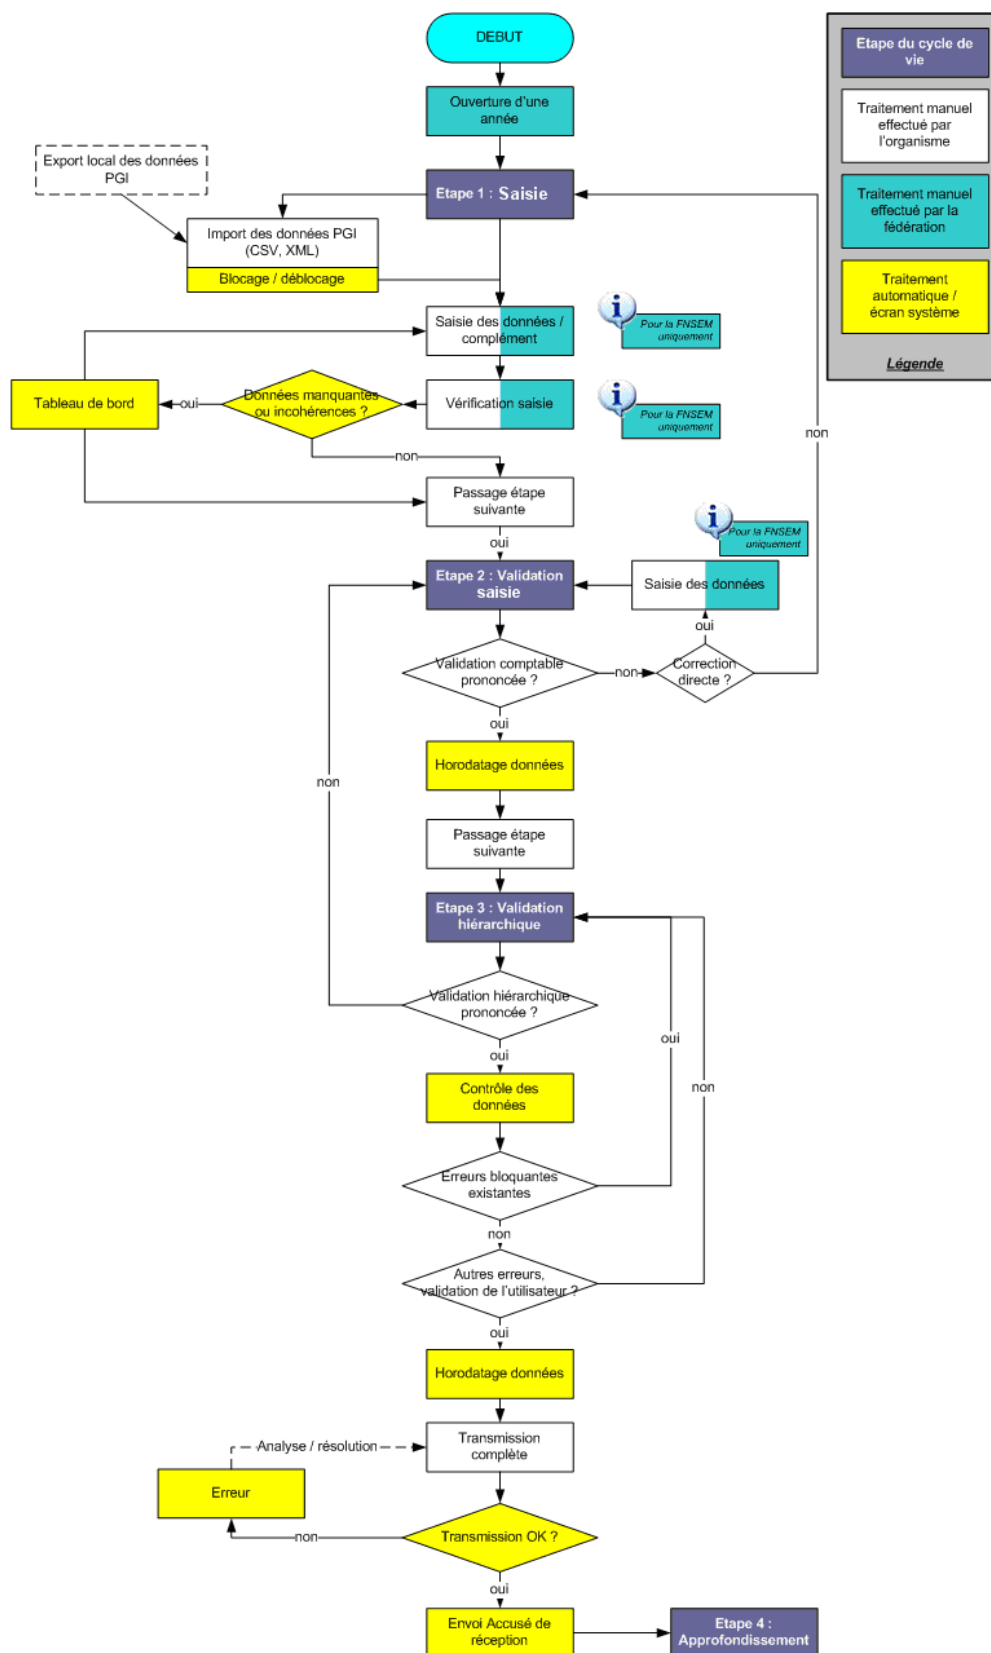 DEBUT
Ouverture d'une
année
Export local des données
PGI
Etape 1 : Saisie
Import des données PGI
(CSV, XML)
Blocage / déblocage
Saisie des données /
complément
Pour la FNSEM
uniquement
Tableau de bord
oui
Données manquantes
ou incohérences ?
Vérification saisie
Pour la FNSEM
uniquement
non
non
Passage étape
suivante
oui
Pour la FNSEM
uniquement
Etape 2 : Validation
saisie
Saisie des données
oui
Validation comptable
prononcée ?
non
Correction
directe ?
oui
Horodatage données
non
Passage étape
suivante
Etape 3 : Validation
hiérarchique
Validation hiérarchique
prononcée ?
oui
oui
non
Contrôle des
données
Erreurs bloquantes
existantes
non
Autres erreurs,
validation de l'utilisateur ?
oui
Horodatage données
Transmission
complète
Analyse / résolution
Erreur
non
Transmission OK ?
oui
Envoi Accusé de
réception
Etape 4 :
Approfondissement
Etape du cycle de
vie
Traitement manuel
effectué par
l'organisme
Traitement manuel
effectué par la
fédération
Traitement
automatique /
écran système
Légende